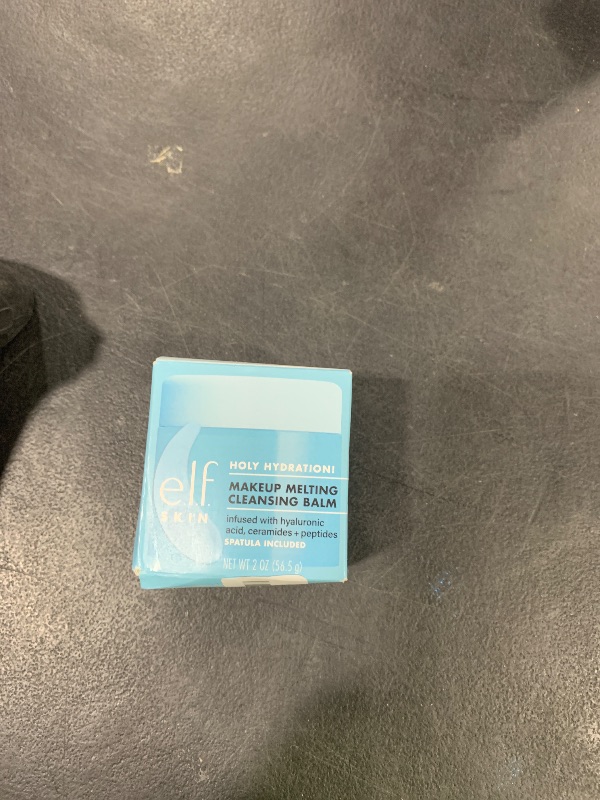 e.l.f.
SKIN
HOLY HYDRATION!
MAKEUP MELTING
CLEANSING BALM
infused with hyaluronic
acid, ceramides + peptides
SPATULA INCLUDED
NET WT 2 OZ (56.5 g)